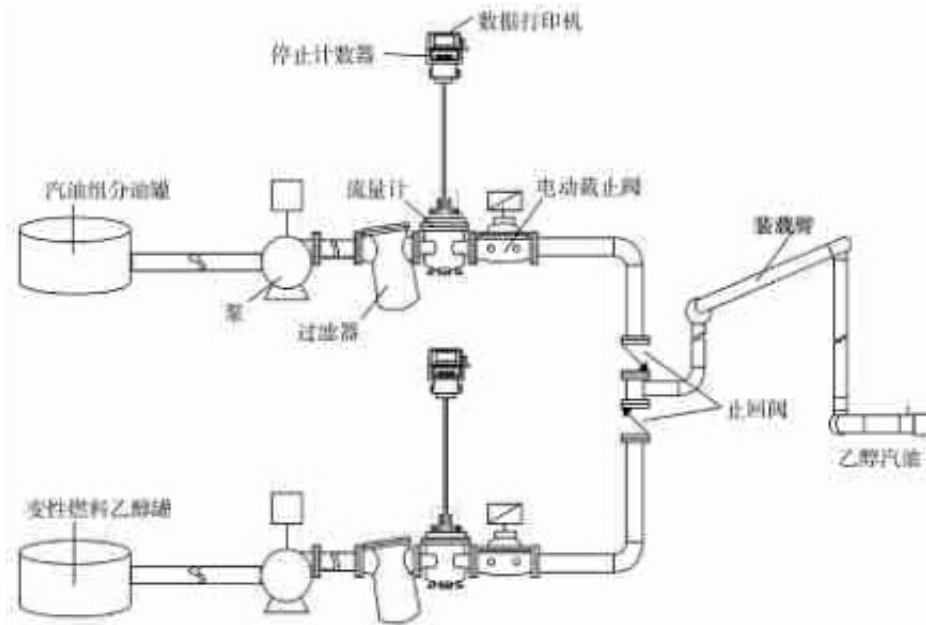 数据打印机
停止计数器
汽油组分油罐
流量计
电动截止阀
装载臂
泵
过滤器
止回阀
乙醇汽油
变性燃料乙醇罐